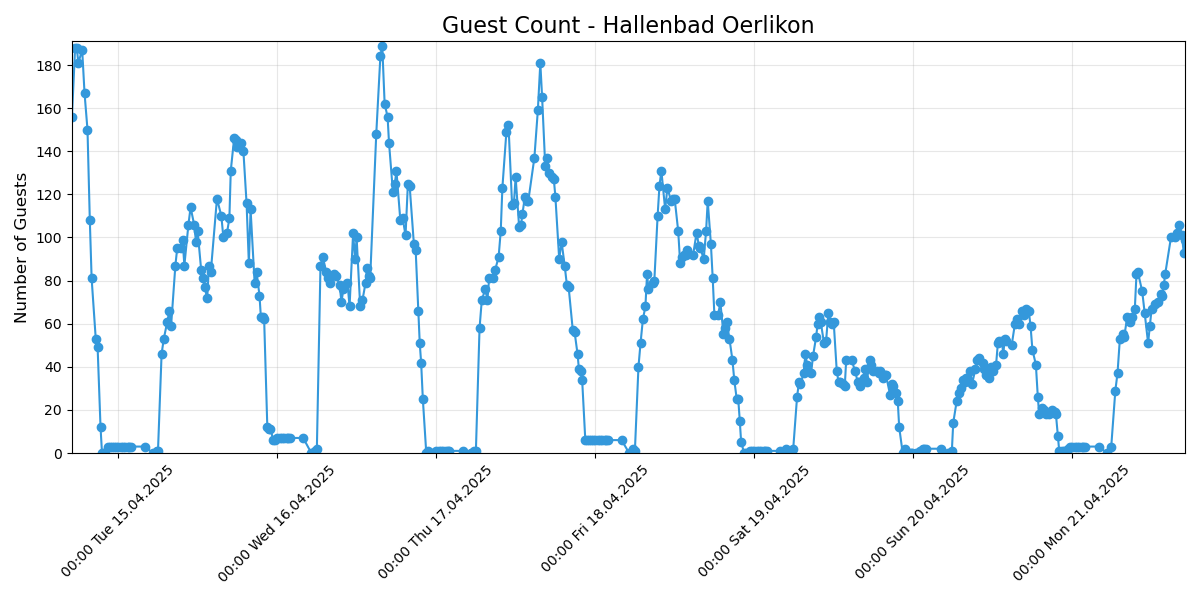 Guest Count - Hallenbad Oerlikon
Number of Guests
180
160
140
120
100
80
60
40
20
0
00:00 Tue 15.04.2025
00:00 Wed 16.04.2025
00:00 Thu 17.04.2025
00:00 Fri 18.04.2025
00:00 Sat 19.04.2025
00:00 Sun 20.04.2025
00:00 Mon 21.04.2025